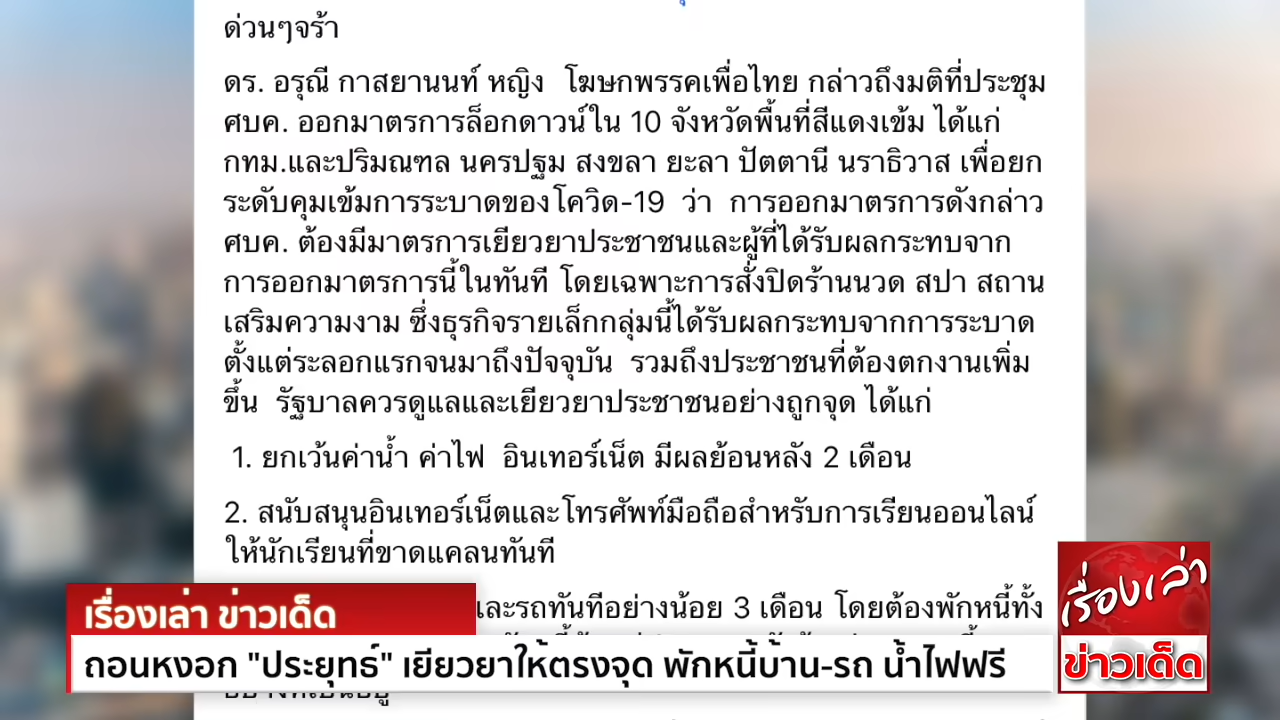 ด่วนๆจร้า
ดร. อรุณี กาสยานนท์ หญิง โฆษกพรรคเพื่อไทย กล่าวถึงมติที่ประชุม
ศบค. ออกมาตรการล็อกดาวน์ใน 10 จังหวัดพื้นที่สีแดงเข้ม ได้แก่
กทม.และปริมณฑล นครปฐม สงขลา ยะลา ปัตตานี นราธิวาส เพื่อยก
ระดับคุมเข้มการระบาดของโควิด-19 ว่า การออกมาตรการดังกล่าว
ศบค. ต้องมีมาตรการเยียวยาประชาชนและผู้ที่ได้รับผลกระทบจาก
การออกมาตรการนี้ในทันที โดยเฉพาะการสั่งปิดร้านนวด สปา สถาน
เสริมความงาม ซึ่งธุรกิจรายเล็กกลุ่มนี้ได้รับผลกระทบจากการระบาด
ตั้งแต่ระลอกแรกจนมาถึงปัจจุบัน รวมถึงประชาชนที่ต้องตกงานเพิ่ม
ขึ้น รัฐบาลควรดูแลและเยียวยาประชาชนอย่างถูกจุด ได้แก่
1. ยกเว้นค่าน้ำ ค่าไฟ อินเทอร์เน็ต มีผลย้อนหลัง 2 เดือน
2. สนับสนุนอินเทอร์เน็ตและโทรศัพท์มือถือสำหรับการเรียนออนไลน์
ให้นักเรียนที่ขาดแคลนทันที
และรถทันทีอย่างน้อย 3 เดือน โดยต้องพักหนี้ทั้ง
เรื่องเล่า ข่าวเด็ด
ถอนหงอก "ประยุทธ์" เยียวยาให้ตรงจุด พักหนี้บ้าน-รถ น้ำไฟฟรี
เรื่องเล่า
ข่าวเด็ด